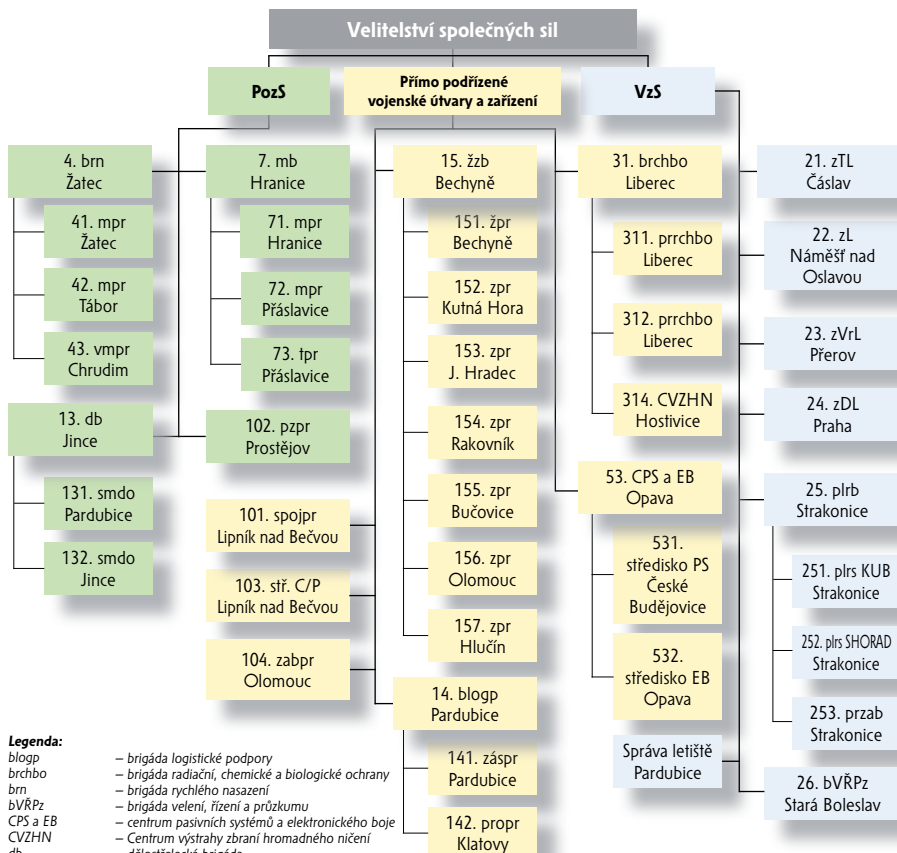 Velitelství společných sil
PozS
Přímo podřízené
vojenské útvary a zařízení
VzS
4. brn
Žatec
41. mpr
Žatec
42. mpr
Tábor
43. vmpr
Chrudim
13. db
Jince
131. smdo
Pardubice
132. smdo
Jince
7. mb
Hranice
71. mpr
Hranice
72. mpr
Přáslavice
73. tpr
Přáslavice
102. pzpr
Prostějov
101. spojpr
Lipník nad Bečvou
103. stř. C/P
Lipník nad Bečvou
104. zabpr
Olomouc
15. žzb
Bechyně
151. žpr
Bechyně
152. zpr
Kutná Hora
153. zpr
J. Hradec
154. zpr
Rakovník
155. zpr
Bučovice
156. zpr
Olomouc
157. zpr
Hlučín
14. blogp
Pardubice
141. záspr
Pardubice
142. propr
Klatovy
31. brchbo
Liberec
311. prrchbo
Liberec
312. prrchbo
Liberec
314. CVZHN
Hostivice
53. CPS a EB
Opava
531.
středisko PS
České
Budějovice
532.
středisko EB
Opava
Správa letiště
Pardubice
21. zTL
Čáslav
22. zL
Náměšť nad
Oslavou
23. zVrL
Přerov
24. zDL
Praha
25. plrb
Strakonice
251. plrs KUB
Strakonice
252. plrs SHORAD
Strakonice
253. przab
Strakonice
26. bVŘPz
Stará Boleslav
Legenda:
blogp – brigáda logistické podpory
brchbo – brigáda radiační, chemické a biologické ochrany
brn – brigáda rychlého nasazení
bVŘPz – brigáda velení, řízení a průzkumu
CPS a EB – centrum pasivních systémů a elektronického boje
CVZHN – Centrum výstrahy zbraní hromadného ničení
db – dělostřelecká brigáda